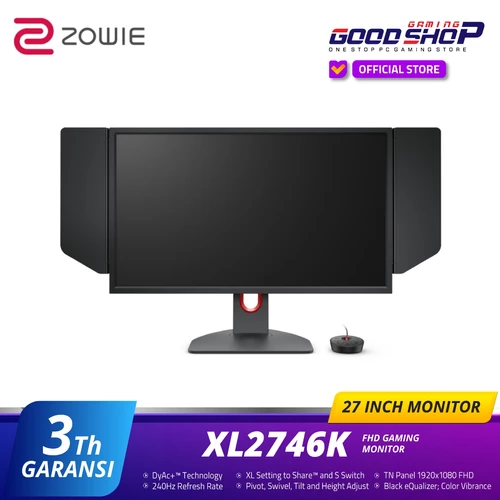 ZOWIE
GAMING
GOODSHOP
ONE STOP PC GAMING STORE
OFFICIAL STORE
27 INCH MONITOR
3Th
GARANSI
XL2746K
FHD GAMING
MONITOR
• DyAc+™ Technology
• 240Hz Refresh Rate
• XL Setting to Share™ and S Switch
• Pivot, Swivel, Tilt and Height Adjust
• TN Panel 1920x1080 FHD
• Black eQualizer; Color Vibrance